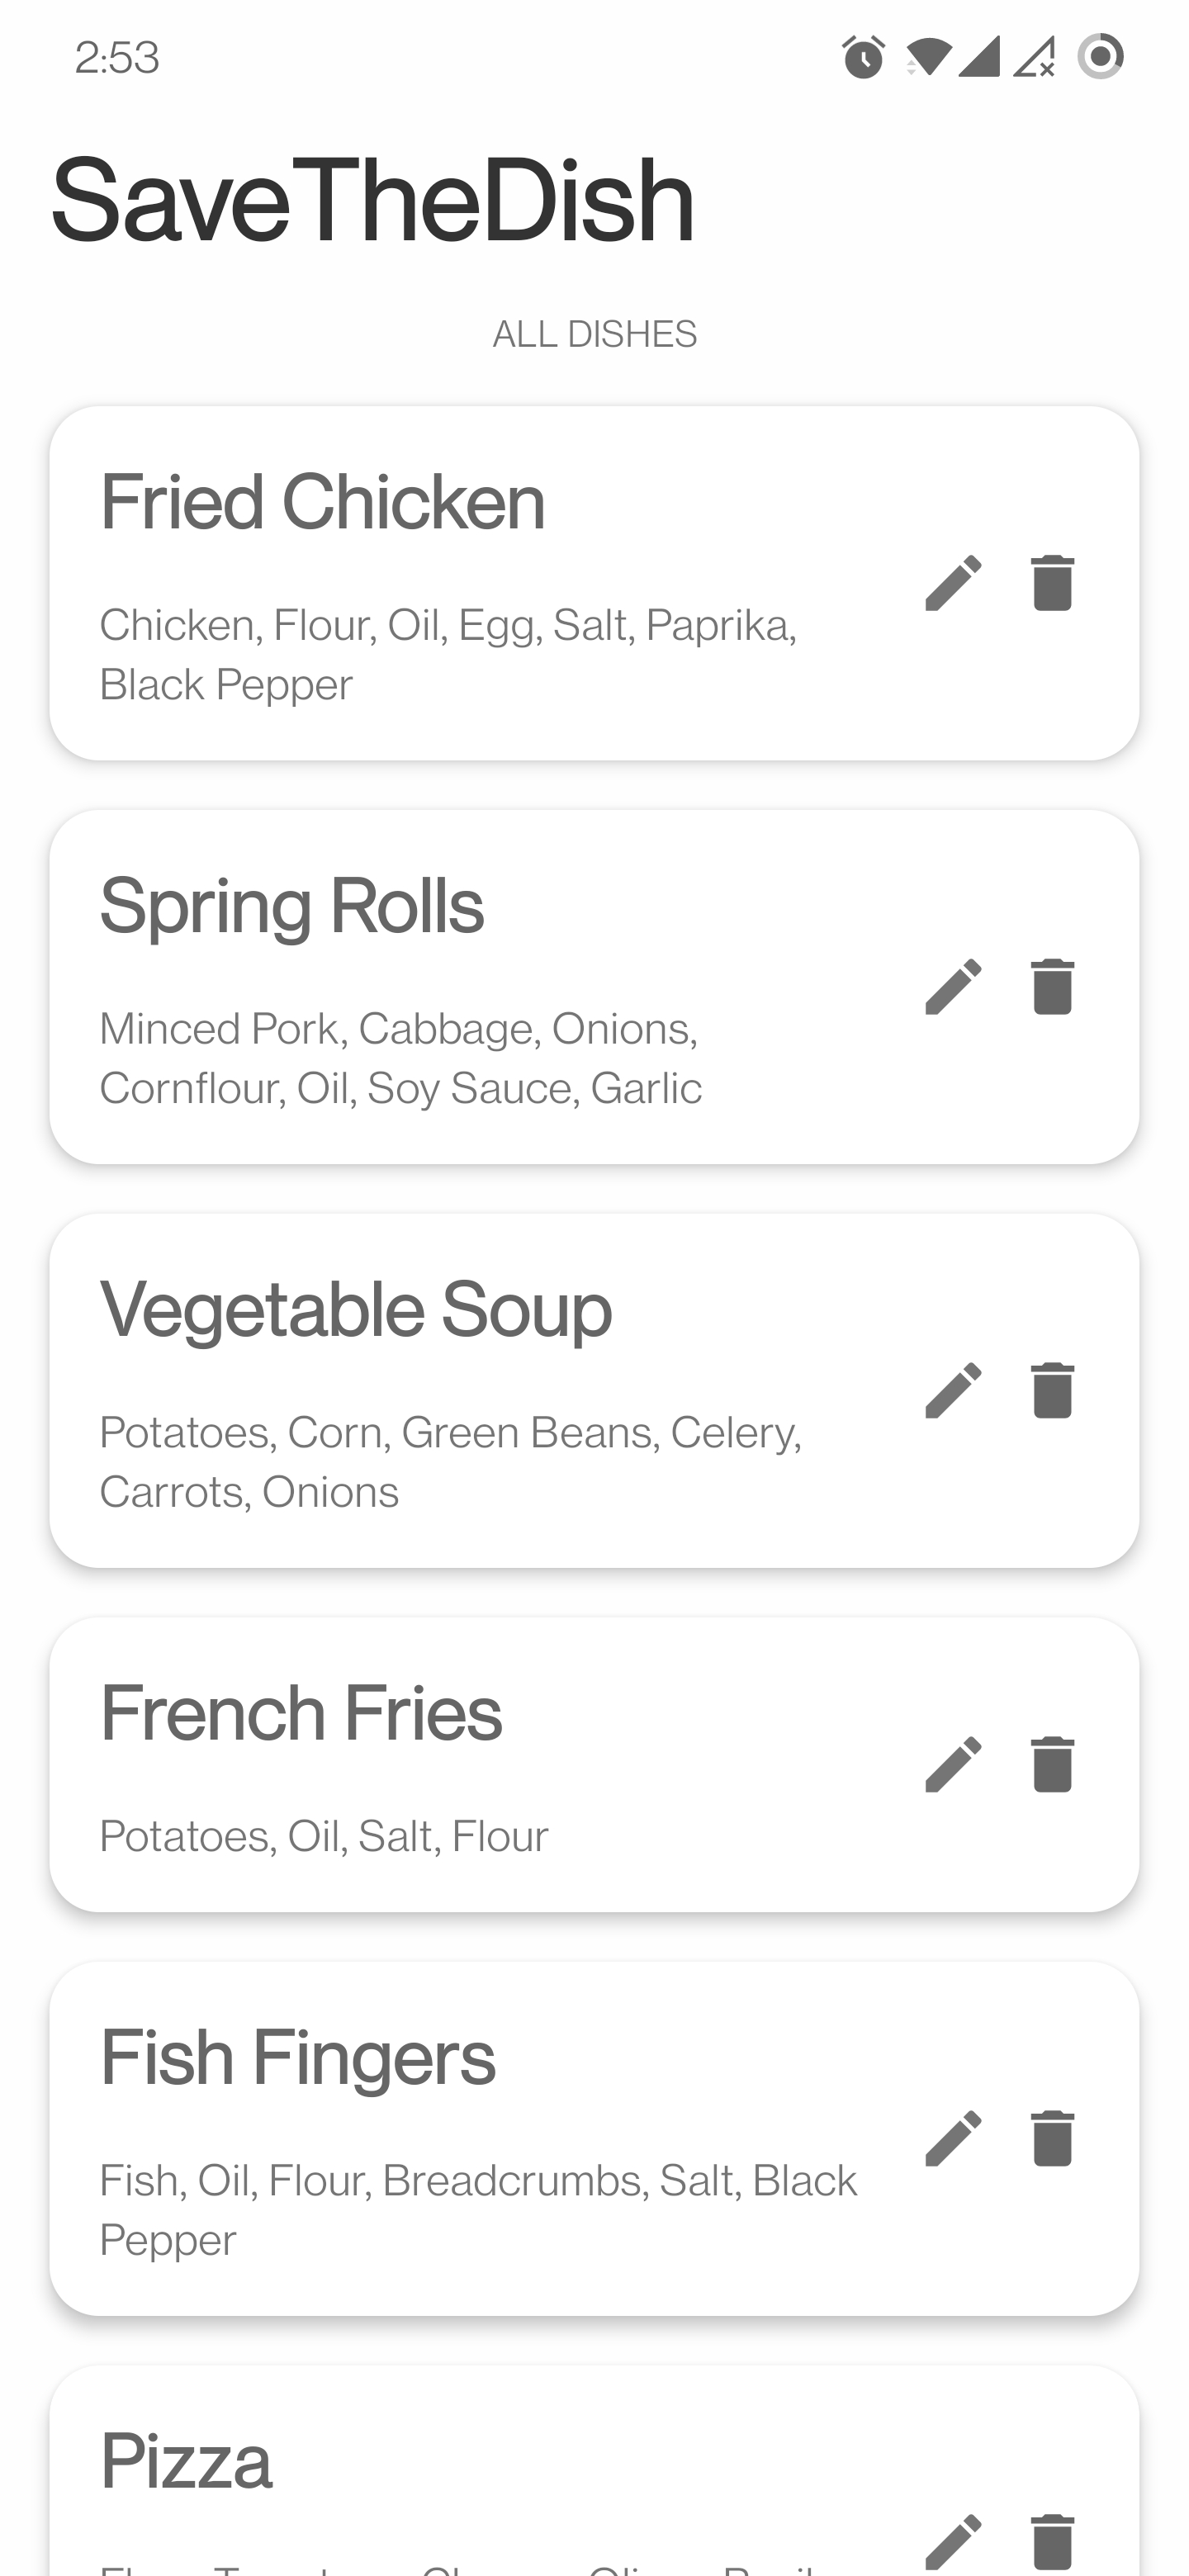 2:53
SaveTheDish
ALL DISHES
Fried Chicken
Chicken, Flour, Oil, Egg, Salt, Paprika,
Black Pepper
Spring Rolls
Minced Pork, Cabbage, Onions,
Cornflour, Oil, Soy Sauce, Garlic
Vegetable Soup
Potatoes, Corn, Green Beans, Celery,
Carrots, Onions
French Fries
Potatoes, Oil, Salt, Flour
Fish Fingers
Fish, Oil, Flour, Breadcrumbs, Salt, Black
Pepper
Pizza